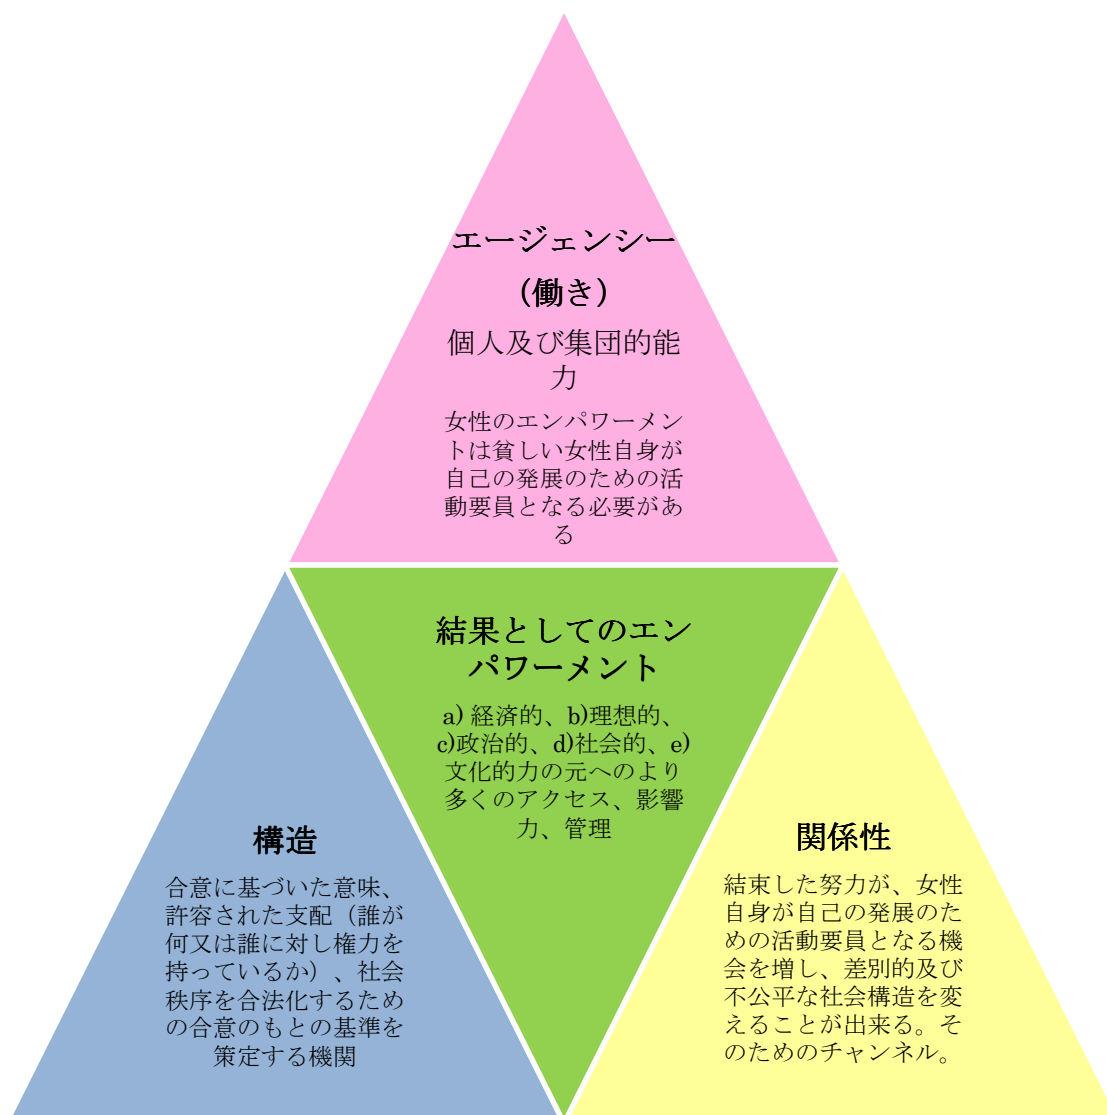 エージェンシー
（働き）
個人及び集団的能
力
女性のエンパワーメン
トは貧しい女性自身が
自己の発展のための活
動要員となる必要があ
る
結果としてのエン
パワーメント
a) 経済的、b)理想的、
c)政治的、d)社会的、e)
文化的力の元へのより
多くのアクセス、影響
力、管理
構造
合意に基づいた意味、
許容された支配（誰が
何又は誰に対し権力を
持っているか）、社会
秩序を合法化するため
の合意のもとの基準を
策定する機関
関係性
結束した努力が、女性
自身が自己の発展のた
めの活動要員となる機
会を増し、差別的及び
不公平な社会構造を変
えることが出来る。そ
のためのチャンネル。